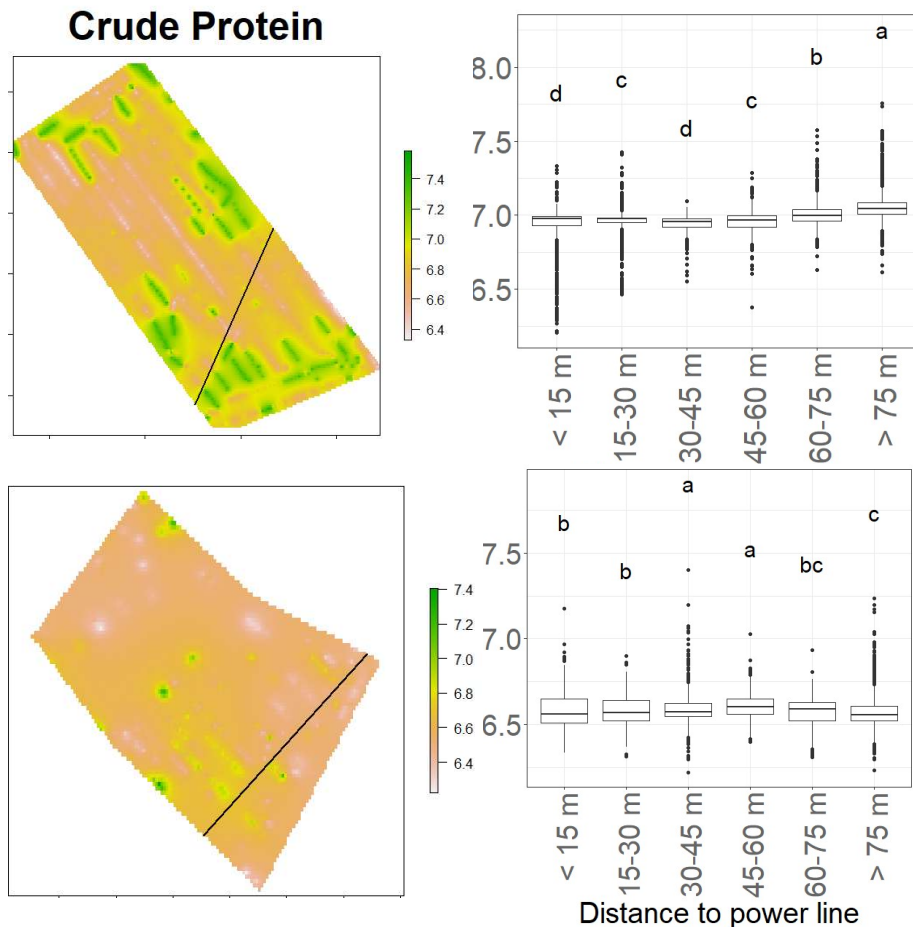 Crude Protein
7.4
7.2
7.0
6.8
6.6
6.4
8.0
7.5
7.0
6.5
d
c
d
c
b
a
< 15 m
15-30 m
30-45 m
45-60 m
60-75 m
> 75 m
7.4
7.2
7.0
6.8
6.6
6.4
7.5
7.0
6.5
b
b
a
a
bc
c
< 15 m
15-30 m
30-45 m
45-60 m
60-75 m
> 75 m
Distance to power line